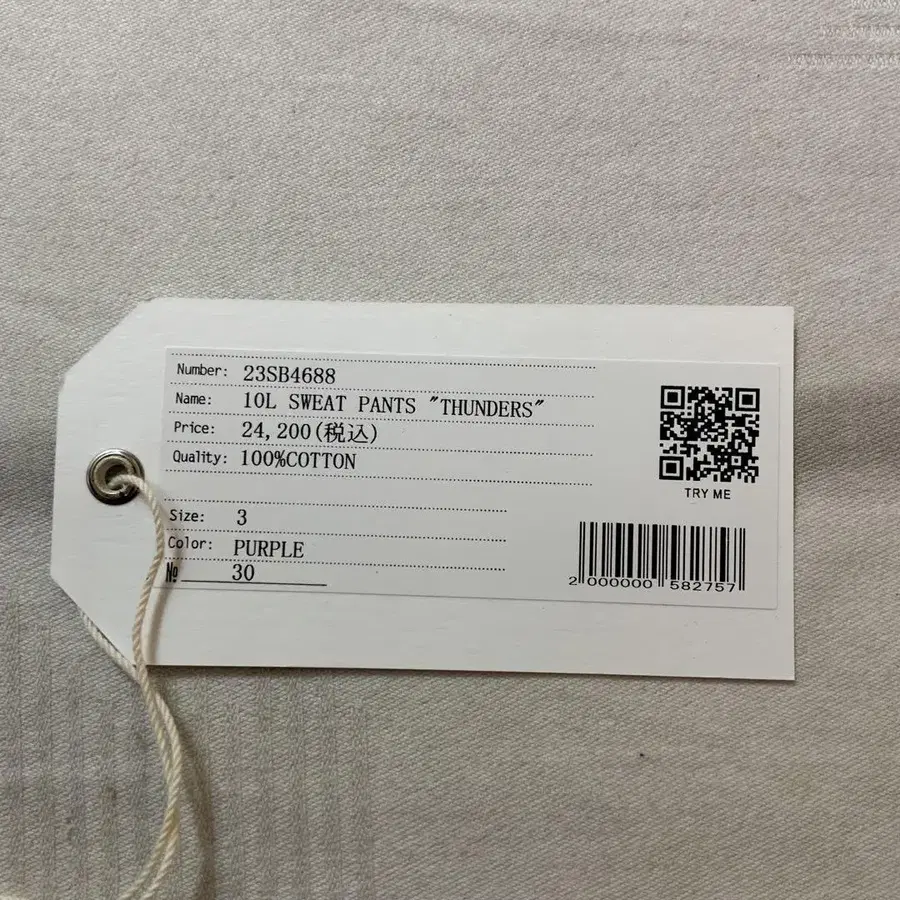 Number: 23SB4688
Name: 10L SWEAT PANTS "THUNDERS"
Price: 24,200(税込)
Quality: 100%COTTON
Size: 3
Color: PURPLE
№ 30
TRY ME
2 000000 582757